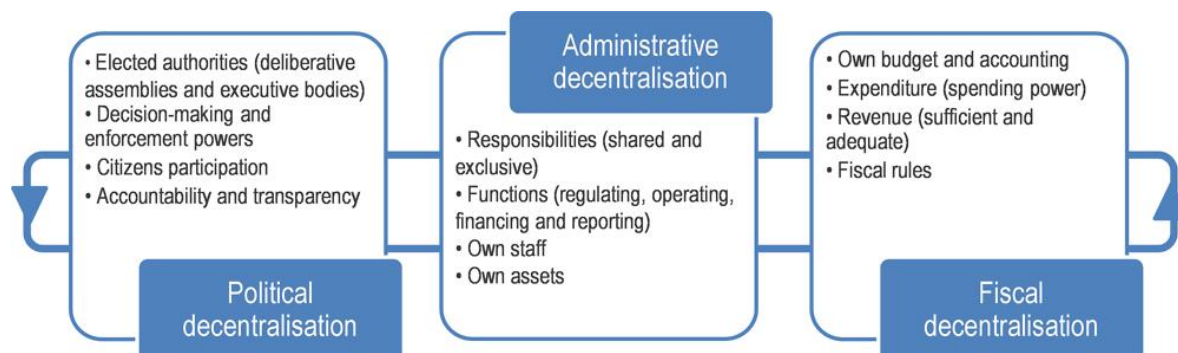 • Elected authorities (deliberative
assemblies and executive bodies)
• Decision-making and
enforcement powers
• Citizens participation
• Accountability and transparency
Political
decentralisation
Administrative
decentralisation
• Responsibilities (shared and
exclusive)
• Functions (regulating, operating,
financing and reporting)
• Own staff
• Own assets
• Own budget and accounting
• Expenditure (spending power)
• Revenue (sufficient and
adequate)
• Fiscal rules
Fiscal
decentralisation